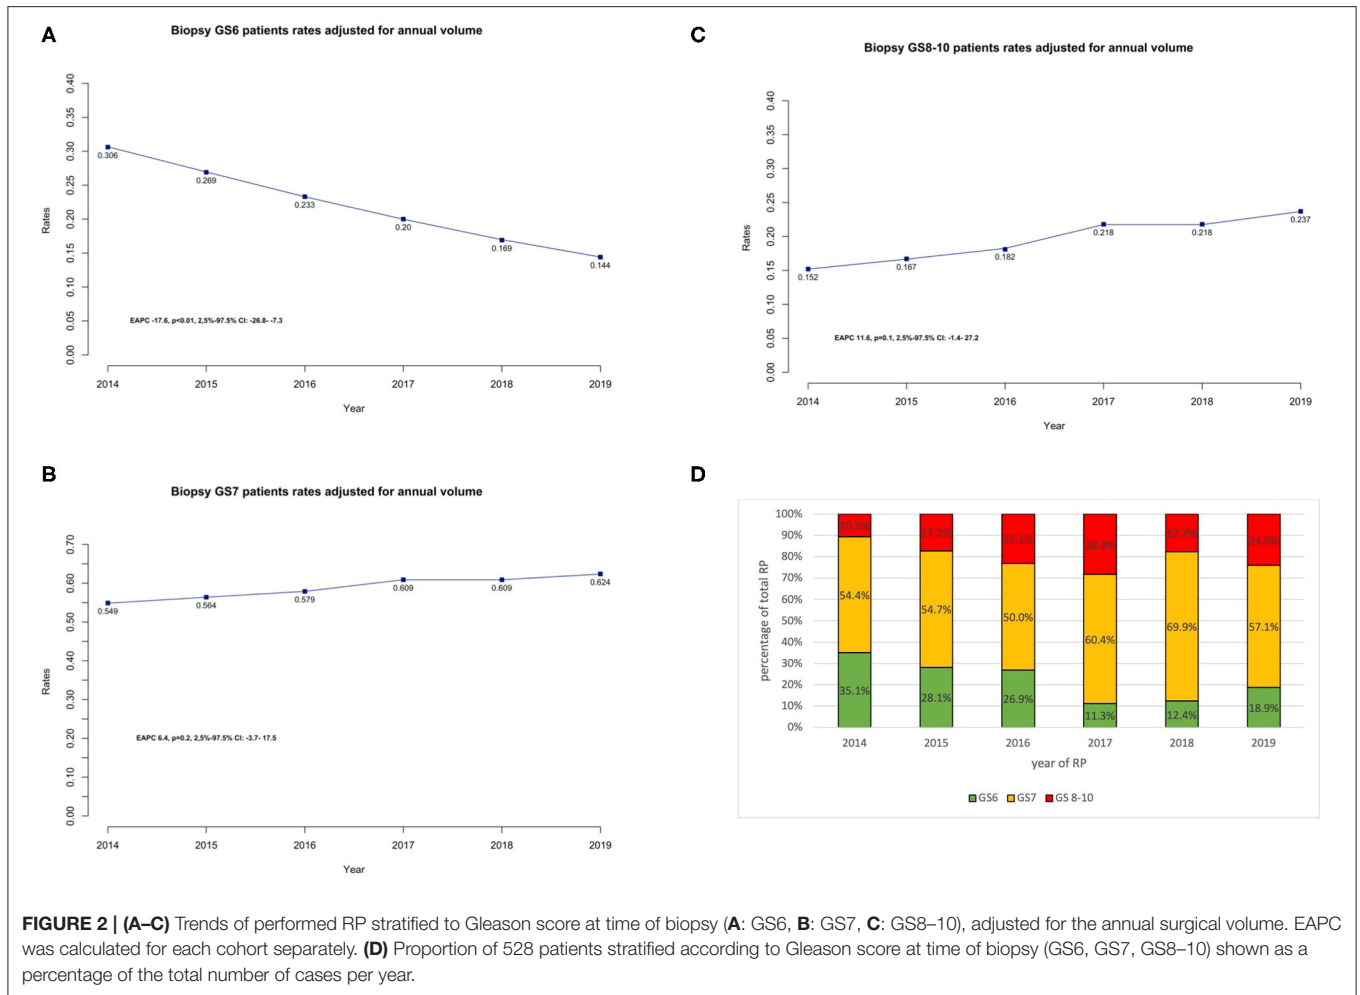 A
Biopsy GS6 patients rates adjusted for annual volume
0.40
0.35
0.30
0.25
0.20
0.15
0.10
0.05
0.00
Rates
0.306
0.269
0.233
0.20
0.169
0.144
EAPC -17.6, p<0.01, 2,5%-97.5% CI: -26.8- -7.3
2014 2015 2016 2017 2018 2019
Year
B
Biopsy GS7 patients rates adjusted for annual volume
0.70
0.60
0.50
0.40
0.30
0.20
0.10
0.00
Rates
0.549
0.564
0.579
0.609
0.609
0.624
EAPC 6.4, p=0.2, 2,5%-97.5% CI: -3.7- 17.5
2014 2015 2016 2017 2018 2019
Year
C
Biopsy GS8-10 patients rates adjusted for annual volume
0.40
0.35
0.30
0.25
0.20
0.15
0.10
0.05
0.00
Rates
0.152
0.167
0.182
0.218
0.218
0.237
EAPC 11.6, p=0.1, 2,5%-97.5% CI: -1.4- 27.2
2014 2015 2016 2017 2018 2019
Year
D
100%
90%
80%
70%
60%
50%
40%
30%
20%
10%
0%
percentage of total RP
10.5% 17.2% 23.1% 28.3% 17.7% 24.0%
54.4% 54.7% 50.0% 60.4% 69.9% 57.1%
35.1% 28.1% 26.9% 11.3% 12.4% 18.9%
2014 2015 2016 2017 2018 2019
year of RP
GS6 GS7 GS 8-10
FIGURE 2 | (A–C) Trends of performed RP stratified to Gleason score at time of biopsy (A: GS6, B: GS7, C: GS8–10), adjusted for the annual surgical volume. EAPC
was calculated for each cohort separately. (D) Proportion of 528 patients stratified according to Gleason score at time of biopsy (GS6, GS7, GS8–10) shown as a
percentage of the total number of cases per year.